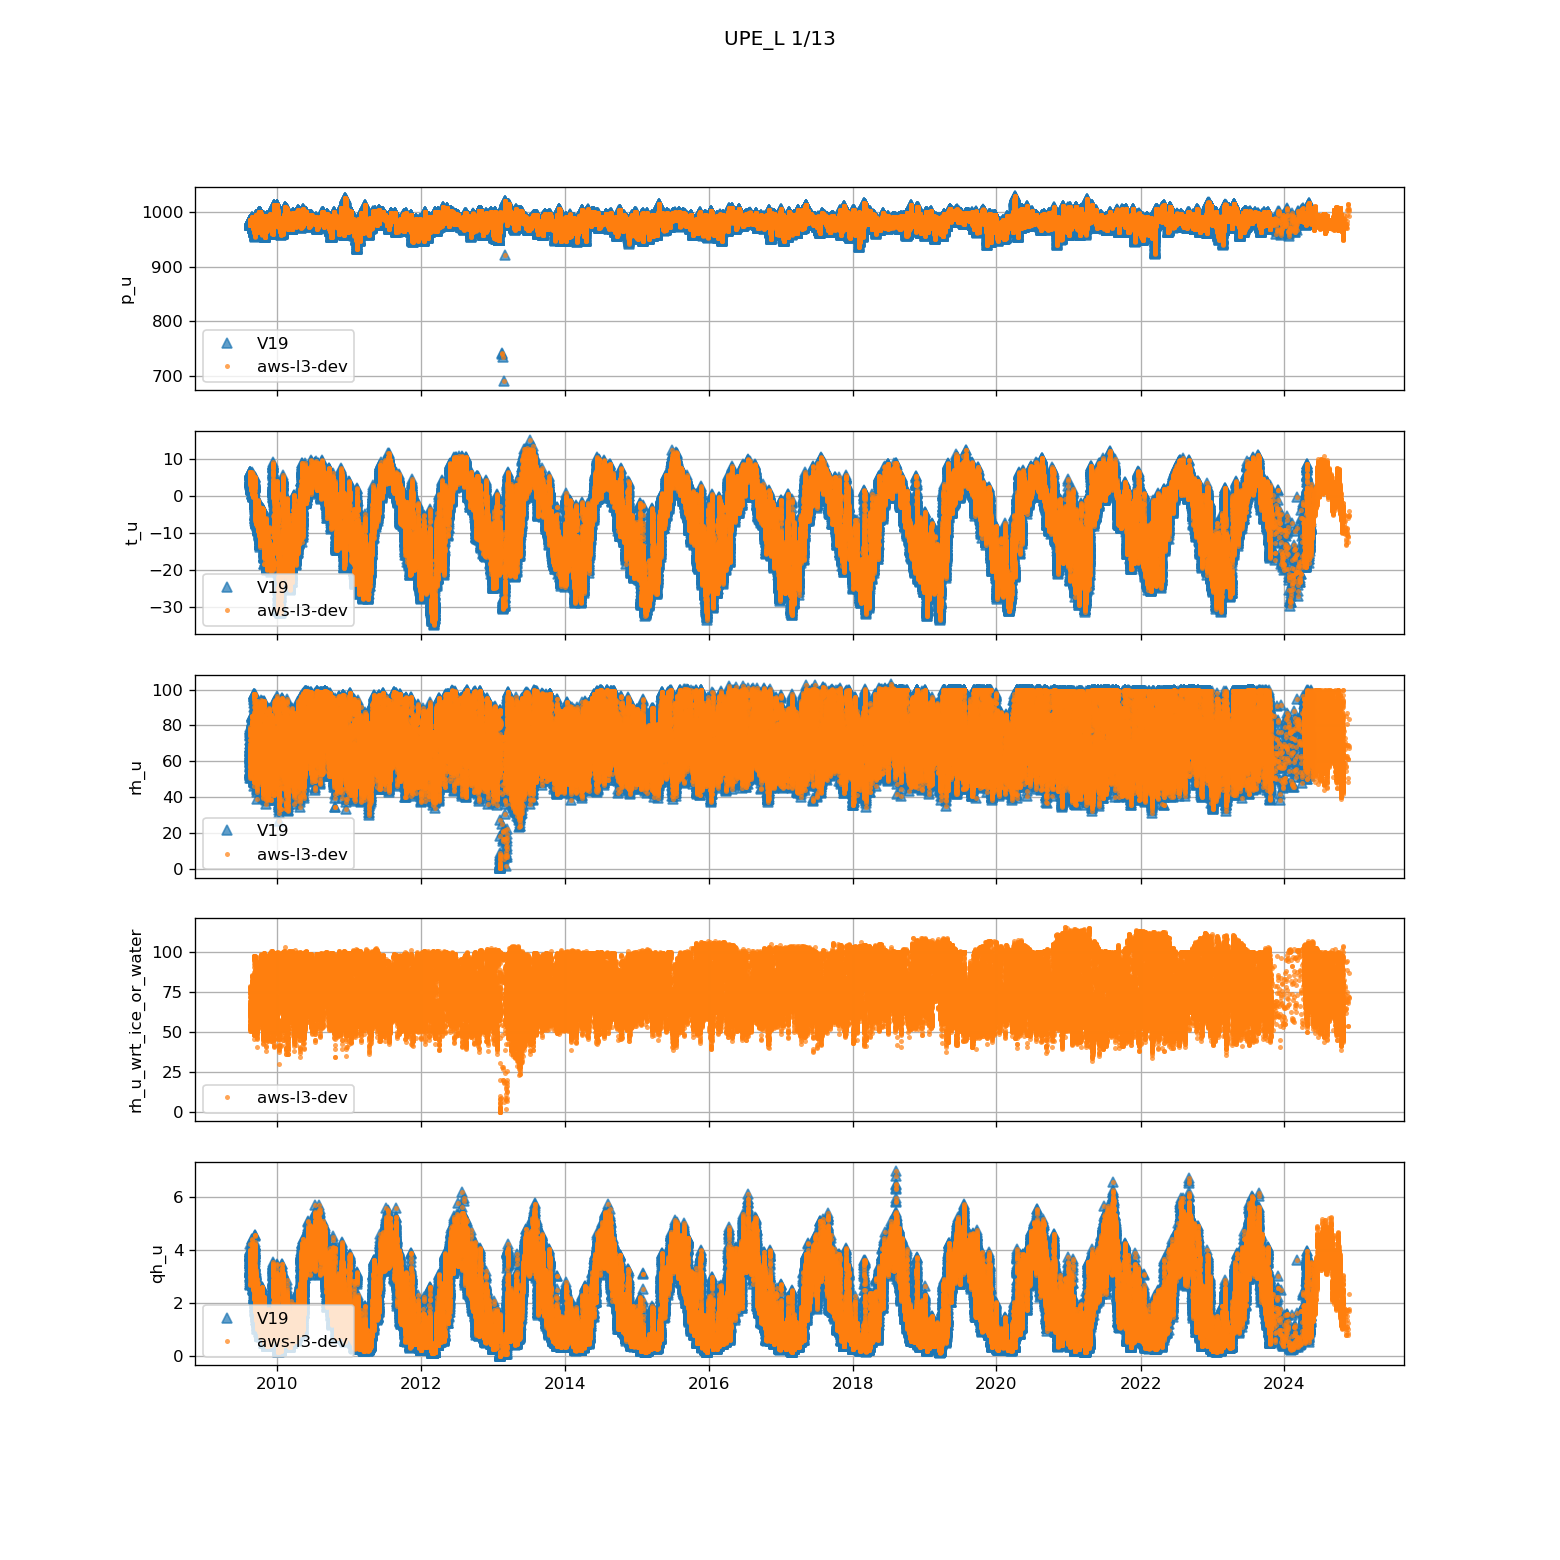 UPE_L 1/13
1000
900
800
700
p_u
V19
aws-l3-dev
10
0
−10
−20
−30
t_u
V19
aws-l3-dev
100
80
60
40
20
0
rh_u
V19
aws-l3-dev
100
75
50
25
0
rh_u_wrt_ice_or_water
aws-l3-dev
6
4
2
0
qh_u
V19
aws-l3-dev
2010 2012 2014 2016 2018 2020 2022 2024